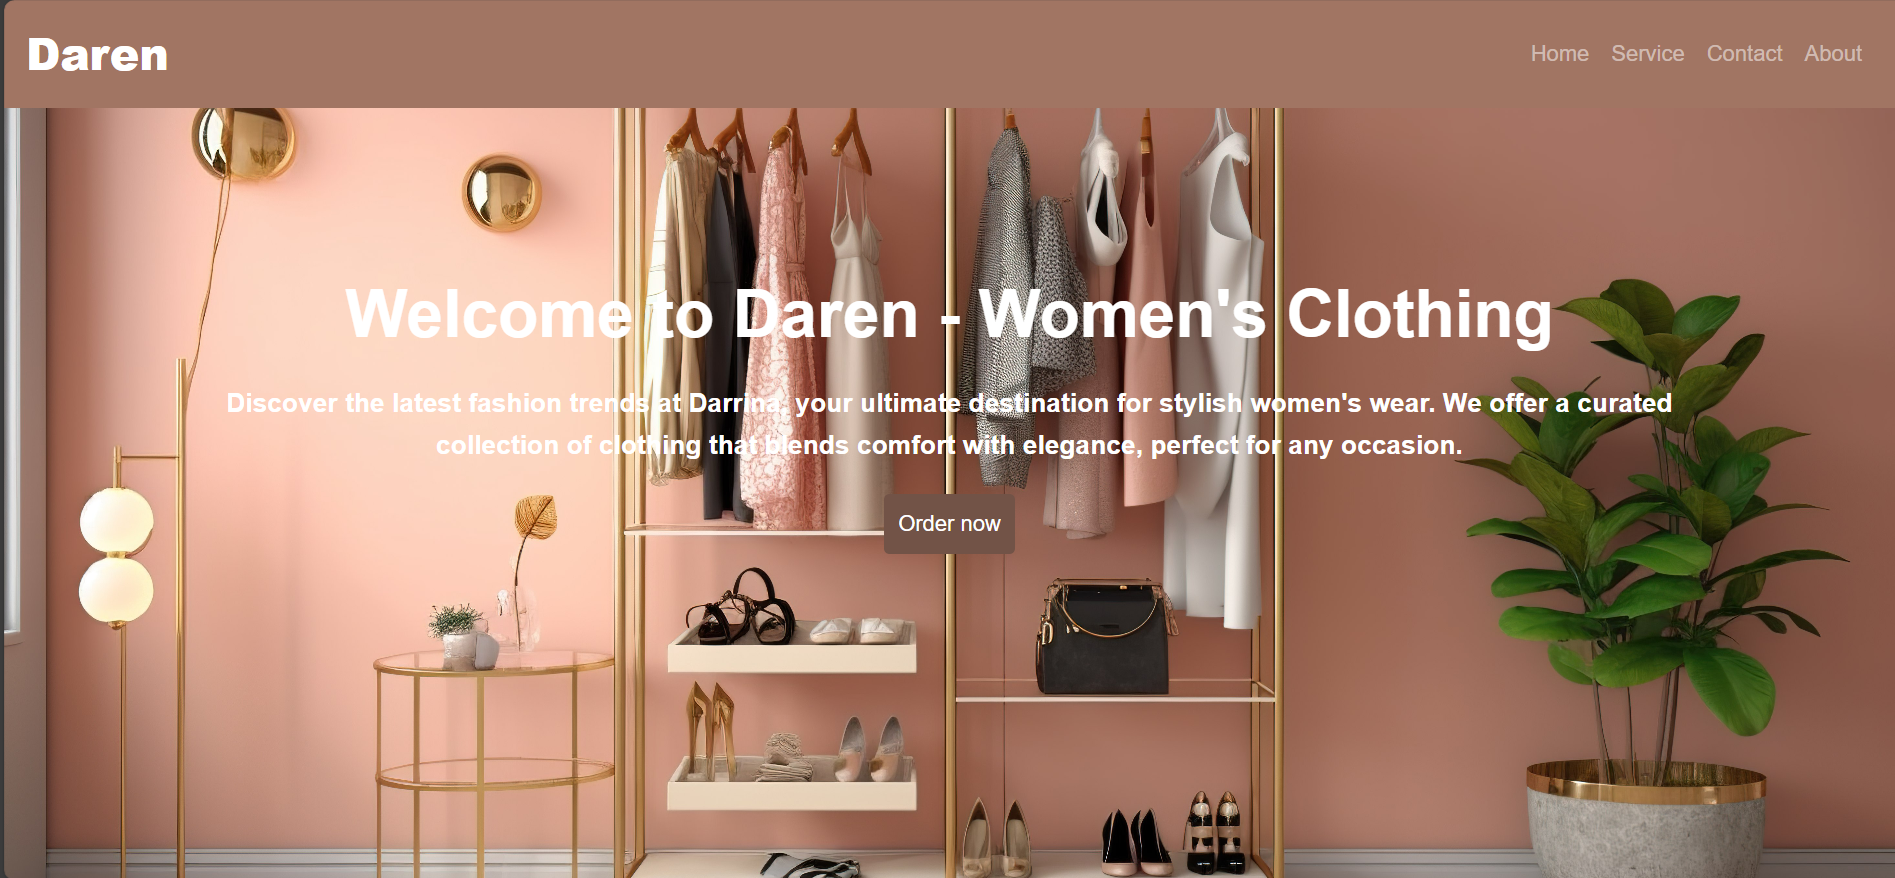 Daren
Home Service Contact About
Welcome to Daren - Women's Clothing
Discover the latest fashion trends at Darrina, your ultimate destination for stylish women's wear. We offer a curated
collection of clothing that blends comfort with elegance, perfect for any occasion.
Order now